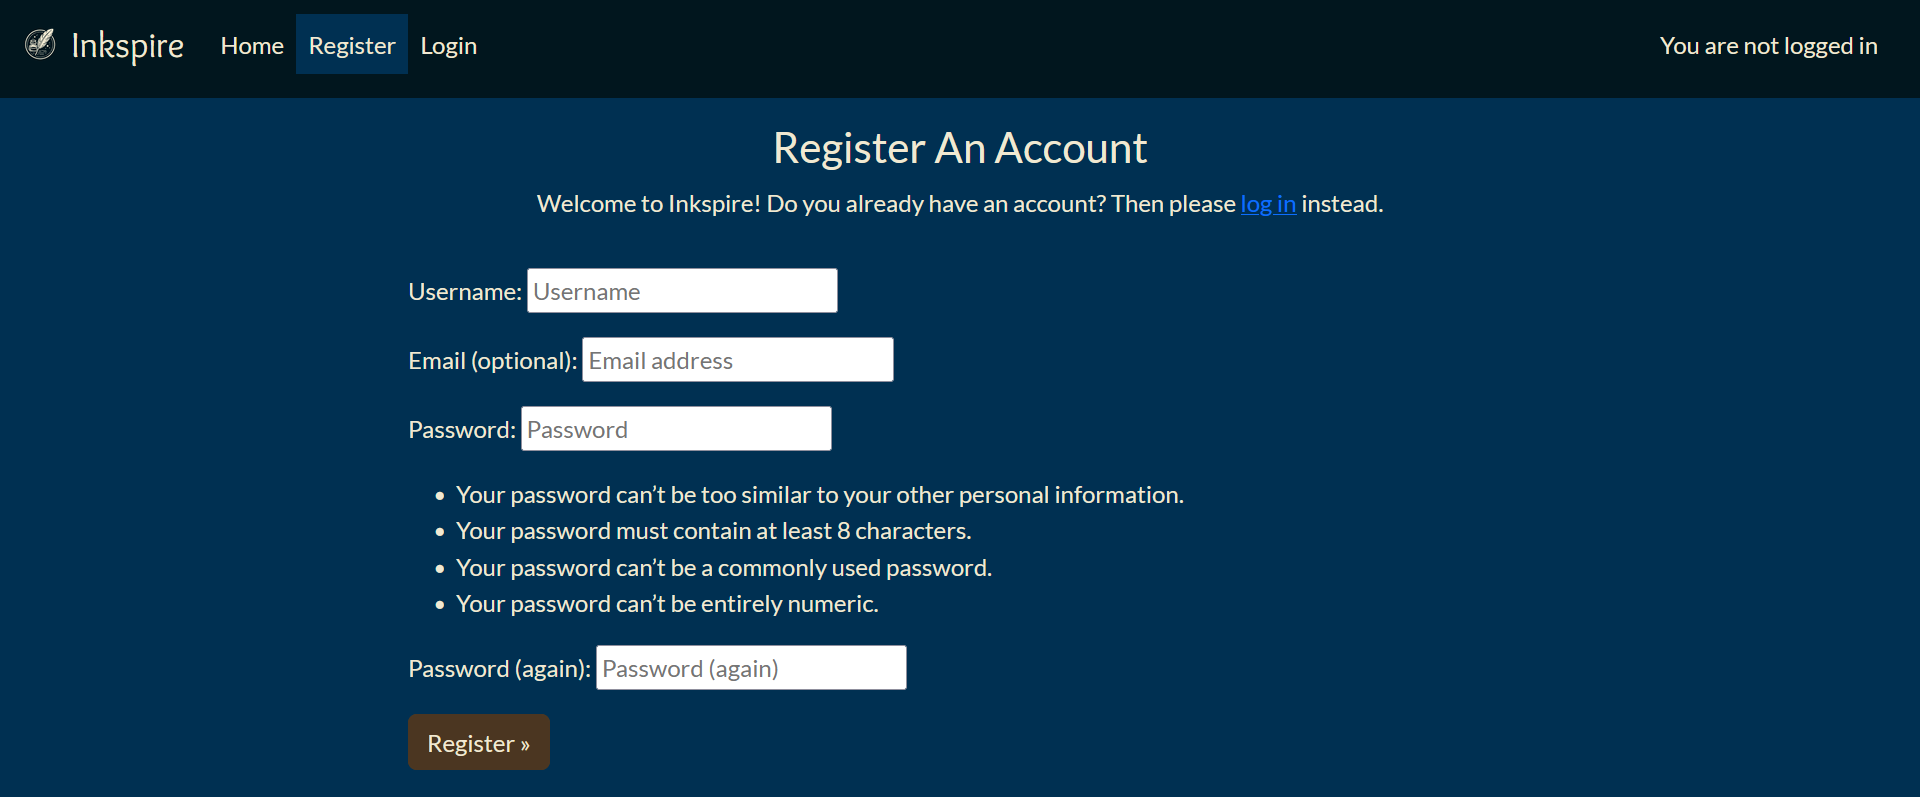 Inkspire Home Register Login You are not logged in
Register An Account
Welcome to Inkspire! Do you already have an account? Then please log in instead.
Username: Username
Email (optional): Email address
Password: Password
• Your password can’t be too similar to your other personal information.
• Your password must contain at least 8 characters.
• Your password can’t be a commonly used password.
• Your password can’t be entirely numeric.
Password (again): Password (again)
Register »